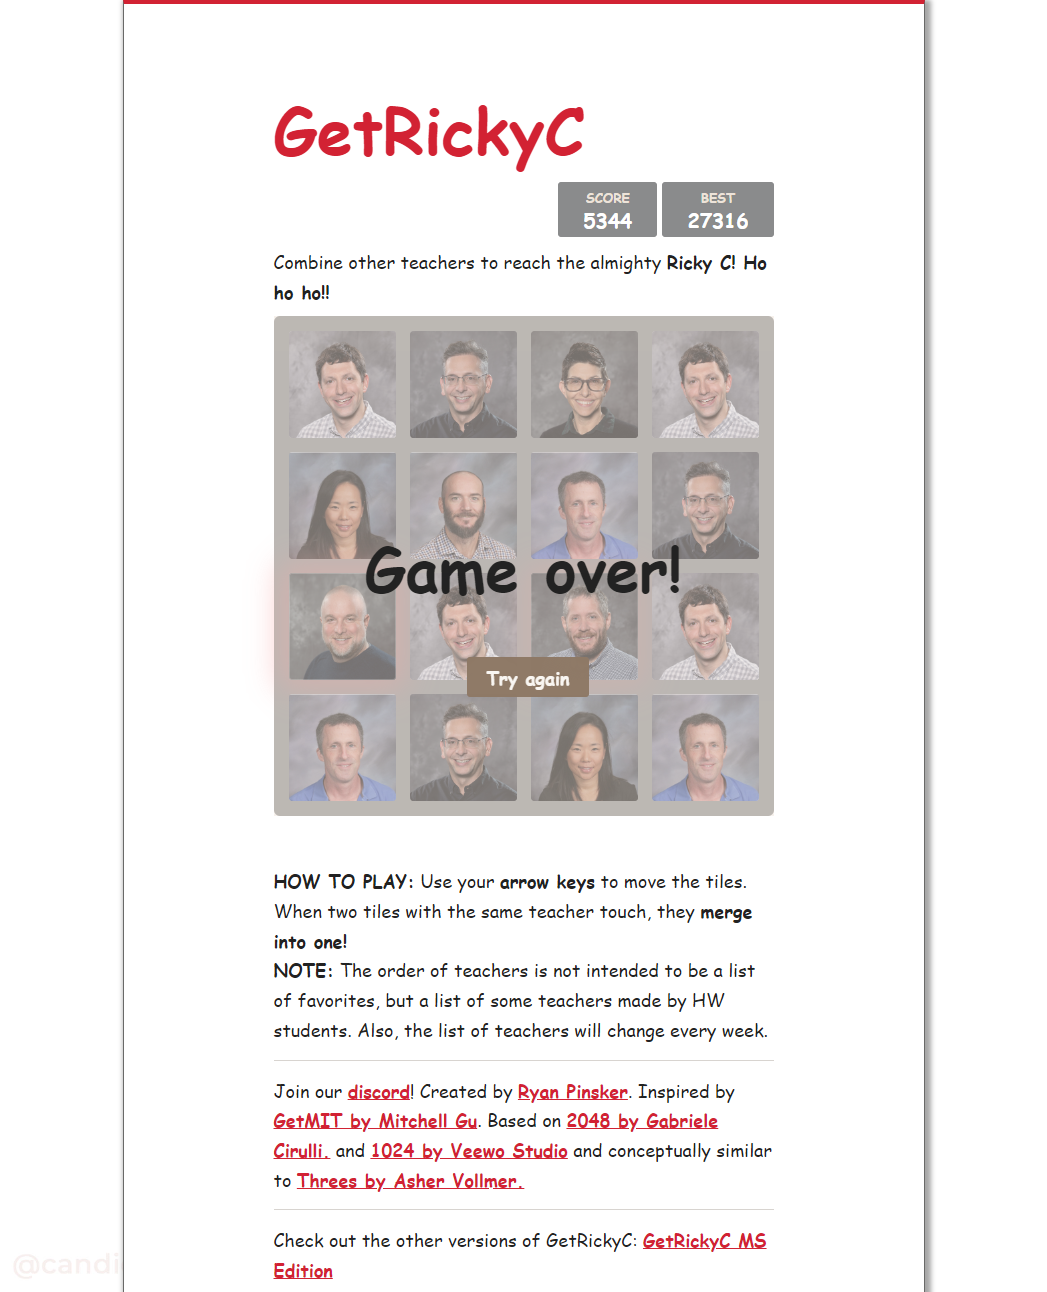 GetRickyC
SCORE
5344
BEST
27316
Combine other teachers to reach the almighty Ricky C! Ho
ho ho!!
Game over!
Try again
HOW TO PLAY: Use your arrow keys to move the tiles.
When two tiles with the same teacher touch, they merge
into one!
NOTE: The order of teachers is not intended to be a list
of favorites, but a list of some teachers made by HW
students. Also, the list of teachers will change every week.
Join our discord! Created by Ryan Pinsker. Inspired by
GetMIT by Mitchell Gu. Based on 2048 by Gabriele
Cirulli. and 1024 by Veewo Studio and conceptually similar
to Threes by Asher Vollmer.
Check out the other versions of GetRickyC: GetRickyC MS
Edition